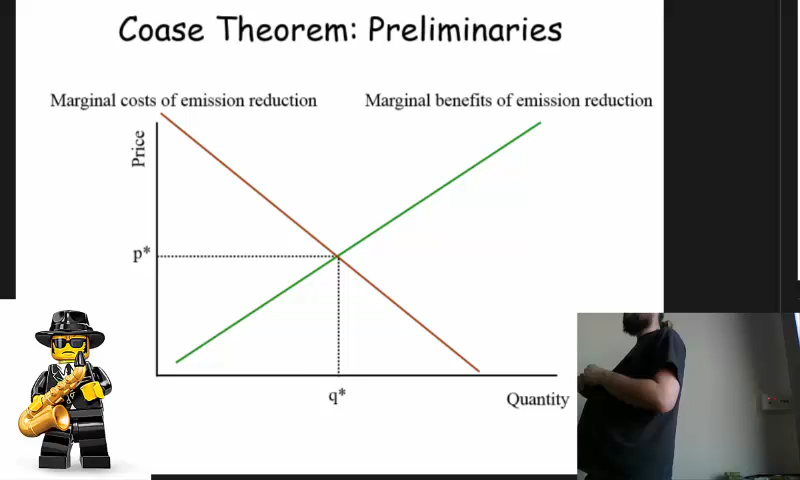 Coase Theorem: Preliminaries
Marginal costs of emission reduction
Marginal benefits of emission reduction
Price
p*
q*
Quantity